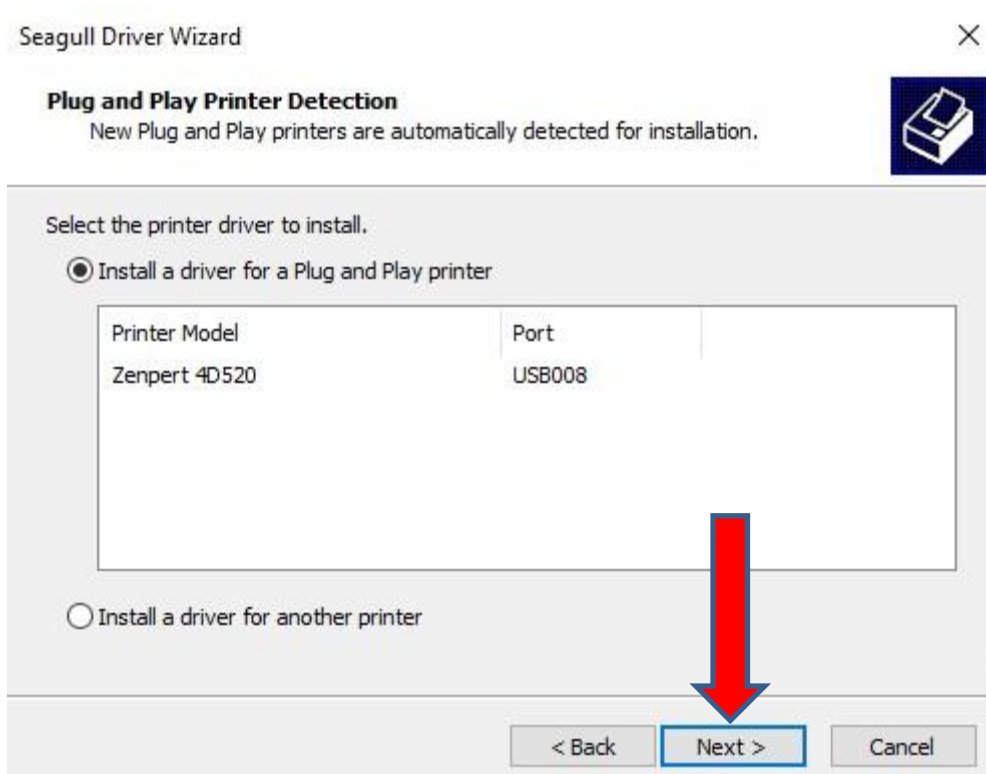 Seagull Driver Wizard
Plug and Play Printer Detection
New Plug and Play printers are automatically detected for installation.
Select the printer driver to install.
Install a driver for a Plug and Play printer
Printer Model Port
Zenpert 4D520 USB008
Install a driver for another printer
< Back Next > Cancel